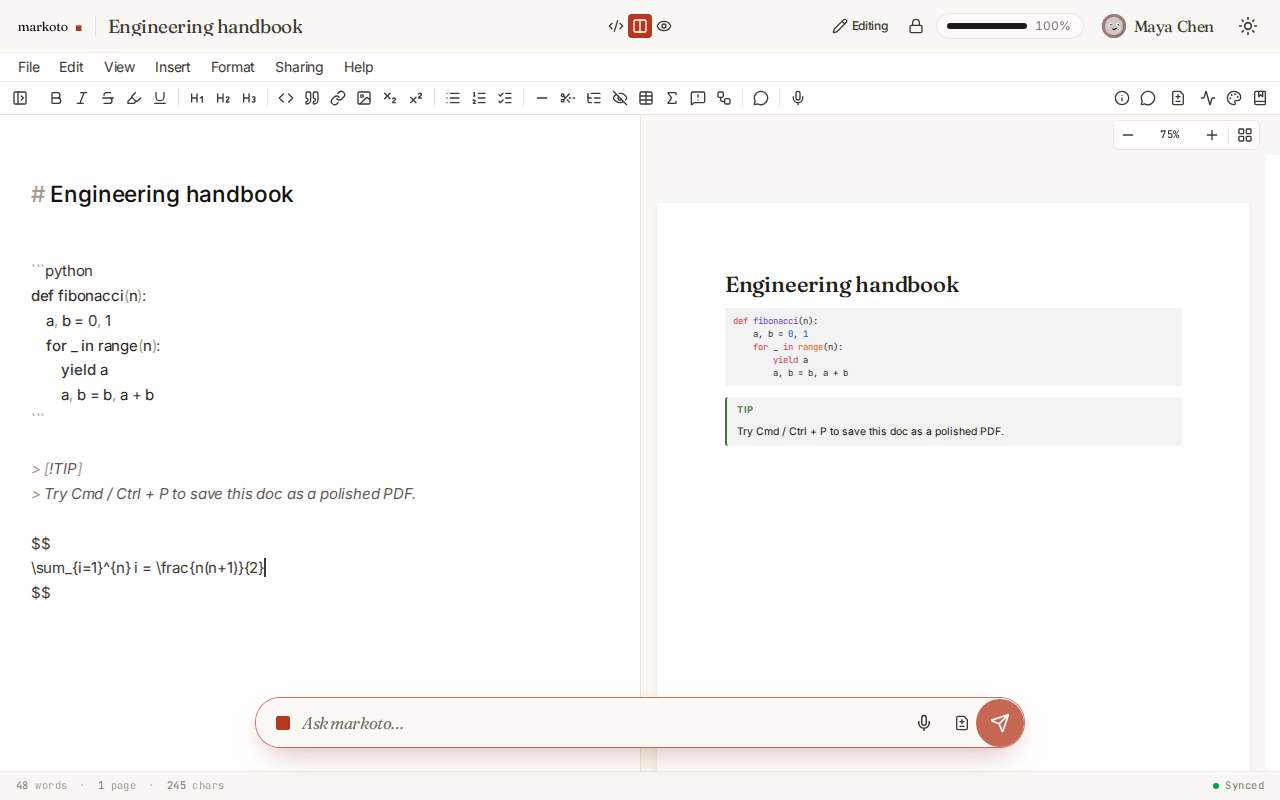 markoto
Engineering handbook
Editing
100%
Maya Chen
File Edit View Insert Format Sharing Help
H1 H2 H3
75%
# Engineering handbook
```python
def fibonacci(n):
    a, b = 0, 1
    for _ in range(n):
        yield a
        a, b = b, a + b
```
> [!TIP]
> Try Cmd / Ctrl + P to save this doc as a polished PDF.
$$
\sum_{i=1}^{n} i = \frac{n(n+1)}{2}
$$
Engineering handbook
def fibonacci(n):
    a, b = 0, 1
    for _ in range(n):
        yield a
        a, b = b, a + b
TIP
Try Cmd / Ctrl + P to save this doc as a polished PDF.
Ask markoto...
48 words · 1 page · 245 chars
Synced